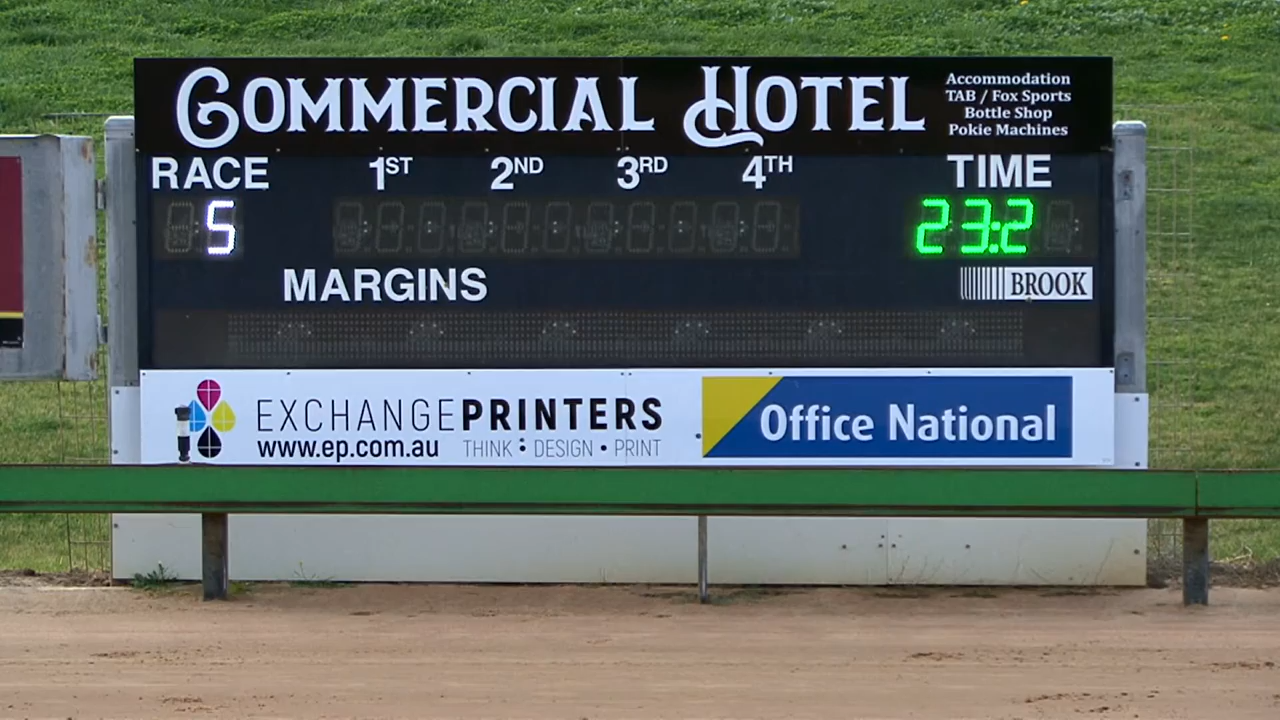 COMMERCIAL HOTEL
Accommodation
TAB / Fox Sports
Bottle Shop
Pokie Machines
RACE 1ST 2ND 3RD 4TH TIME
5 23:2
MARGINS
BROOK
EXCHANGEPRINTERS
www.ep.com.au THINK • DESIGN • PRINT
Office National